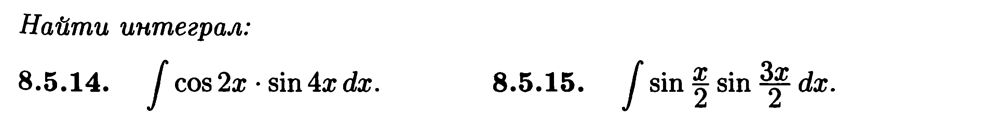 Найти интеграл:
8.5.14. ∫ cos 2x · sin 4x dx. 8.5.15. ∫ sin x/2 sin 3x/2 dx.